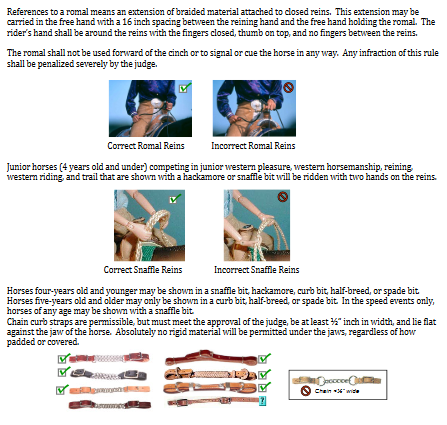 References to a romal means an extension of braided material attached to closed reins.  This extension may be
carried in the free hand with a 16 inch spacing between the reining hand and the free hand holding the romal.  The
rider's hand shall be around the reins with the fingers closed, thumb on top, and no fingers between the reins.
The romal shall not be used forward of the cinch or to signal or cue the horse in any way.  Any infraction of this rule
shall be penalized severely by the judge.
Correct Romal Reins
Incorrect Romal Reins
Junior horses (4 years old and under) competing in junior western pleasure, western horsemanship, reining,
western riding, and trail that are shown with a hackamore or snaffle bit will be ridden with two hands on the reins.
Correct Snaffle Reins
Incorrect Snaffle Reins
Horses four-years old and younger may be shown in a snaffle bit, hackamore, curb bit, half-breed, or spade bit.
Horses five-years old and older may only be shown in a curb bit, half-breed, or spade bit.  In the speed events only,
horses of any age may be shown with a snaffle bit.
Chain curb straps are permissible, but must meet the approval of the judge, be at least ½" inch in width, and lie flat
against the jaw of the horse.  Absolutely no rigid material will be permitted under the jaws, regardless of how
padded or covered.
?
Chain <½" wide